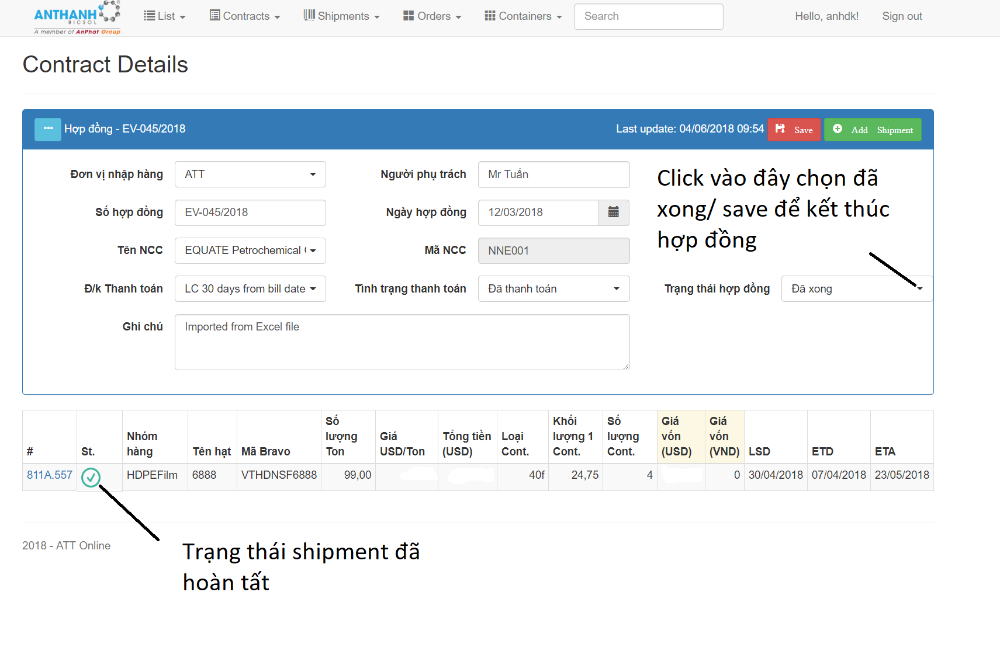 ANTHANH
BICSOL
A member of AnPhat Group
List
Contracts
Shipments
Orders
Containers
Search
Hello, anhdk!
Sign out
Contract Details
Hợp đồng - EV-045/2018
Last update: 04/06/2018 09:54
Save
Add Shipment
Đơn vị nhập hàng
ATT
Người phụ trách
Mr Tuấn
Click vào đây chọn đã
xong/ save để kết thúc
hợp đồng
Số hợp đồng
EV-045/2018
Ngày hợp đồng
12/03/2018
Tên NCC
EQUATE Petrochemical
Mã NCC
NNE001
Đ/k Thanh toán
LC 30 days from bill date
Tình trạng thanh toán
Đã thanh toán
Trạng thái hợp đồng
Đã xong
Ghi chú
Imported from Excel file
#
St.
Nhóm
hàng
Tên hạt
Mã Bravo
Số
lượng
Ton
Giá
USD/Ton
Tổng tiền
(USD)
Loại
Cont.
Khối
lượng 1
Cont.
Số
lượng
Cont.
Giá
vốn
(USD)
Giá
vốn
(VND)
LSD
ETD
ETA
811A.557
HDPEFilm
6888
VTHDNSF6888
99,00
40f
24,75
4
0
30/04/2018
07/04/2018
23/05/2018
2018 - ATT Online
Trạng thái shipment đã
hoàn tất